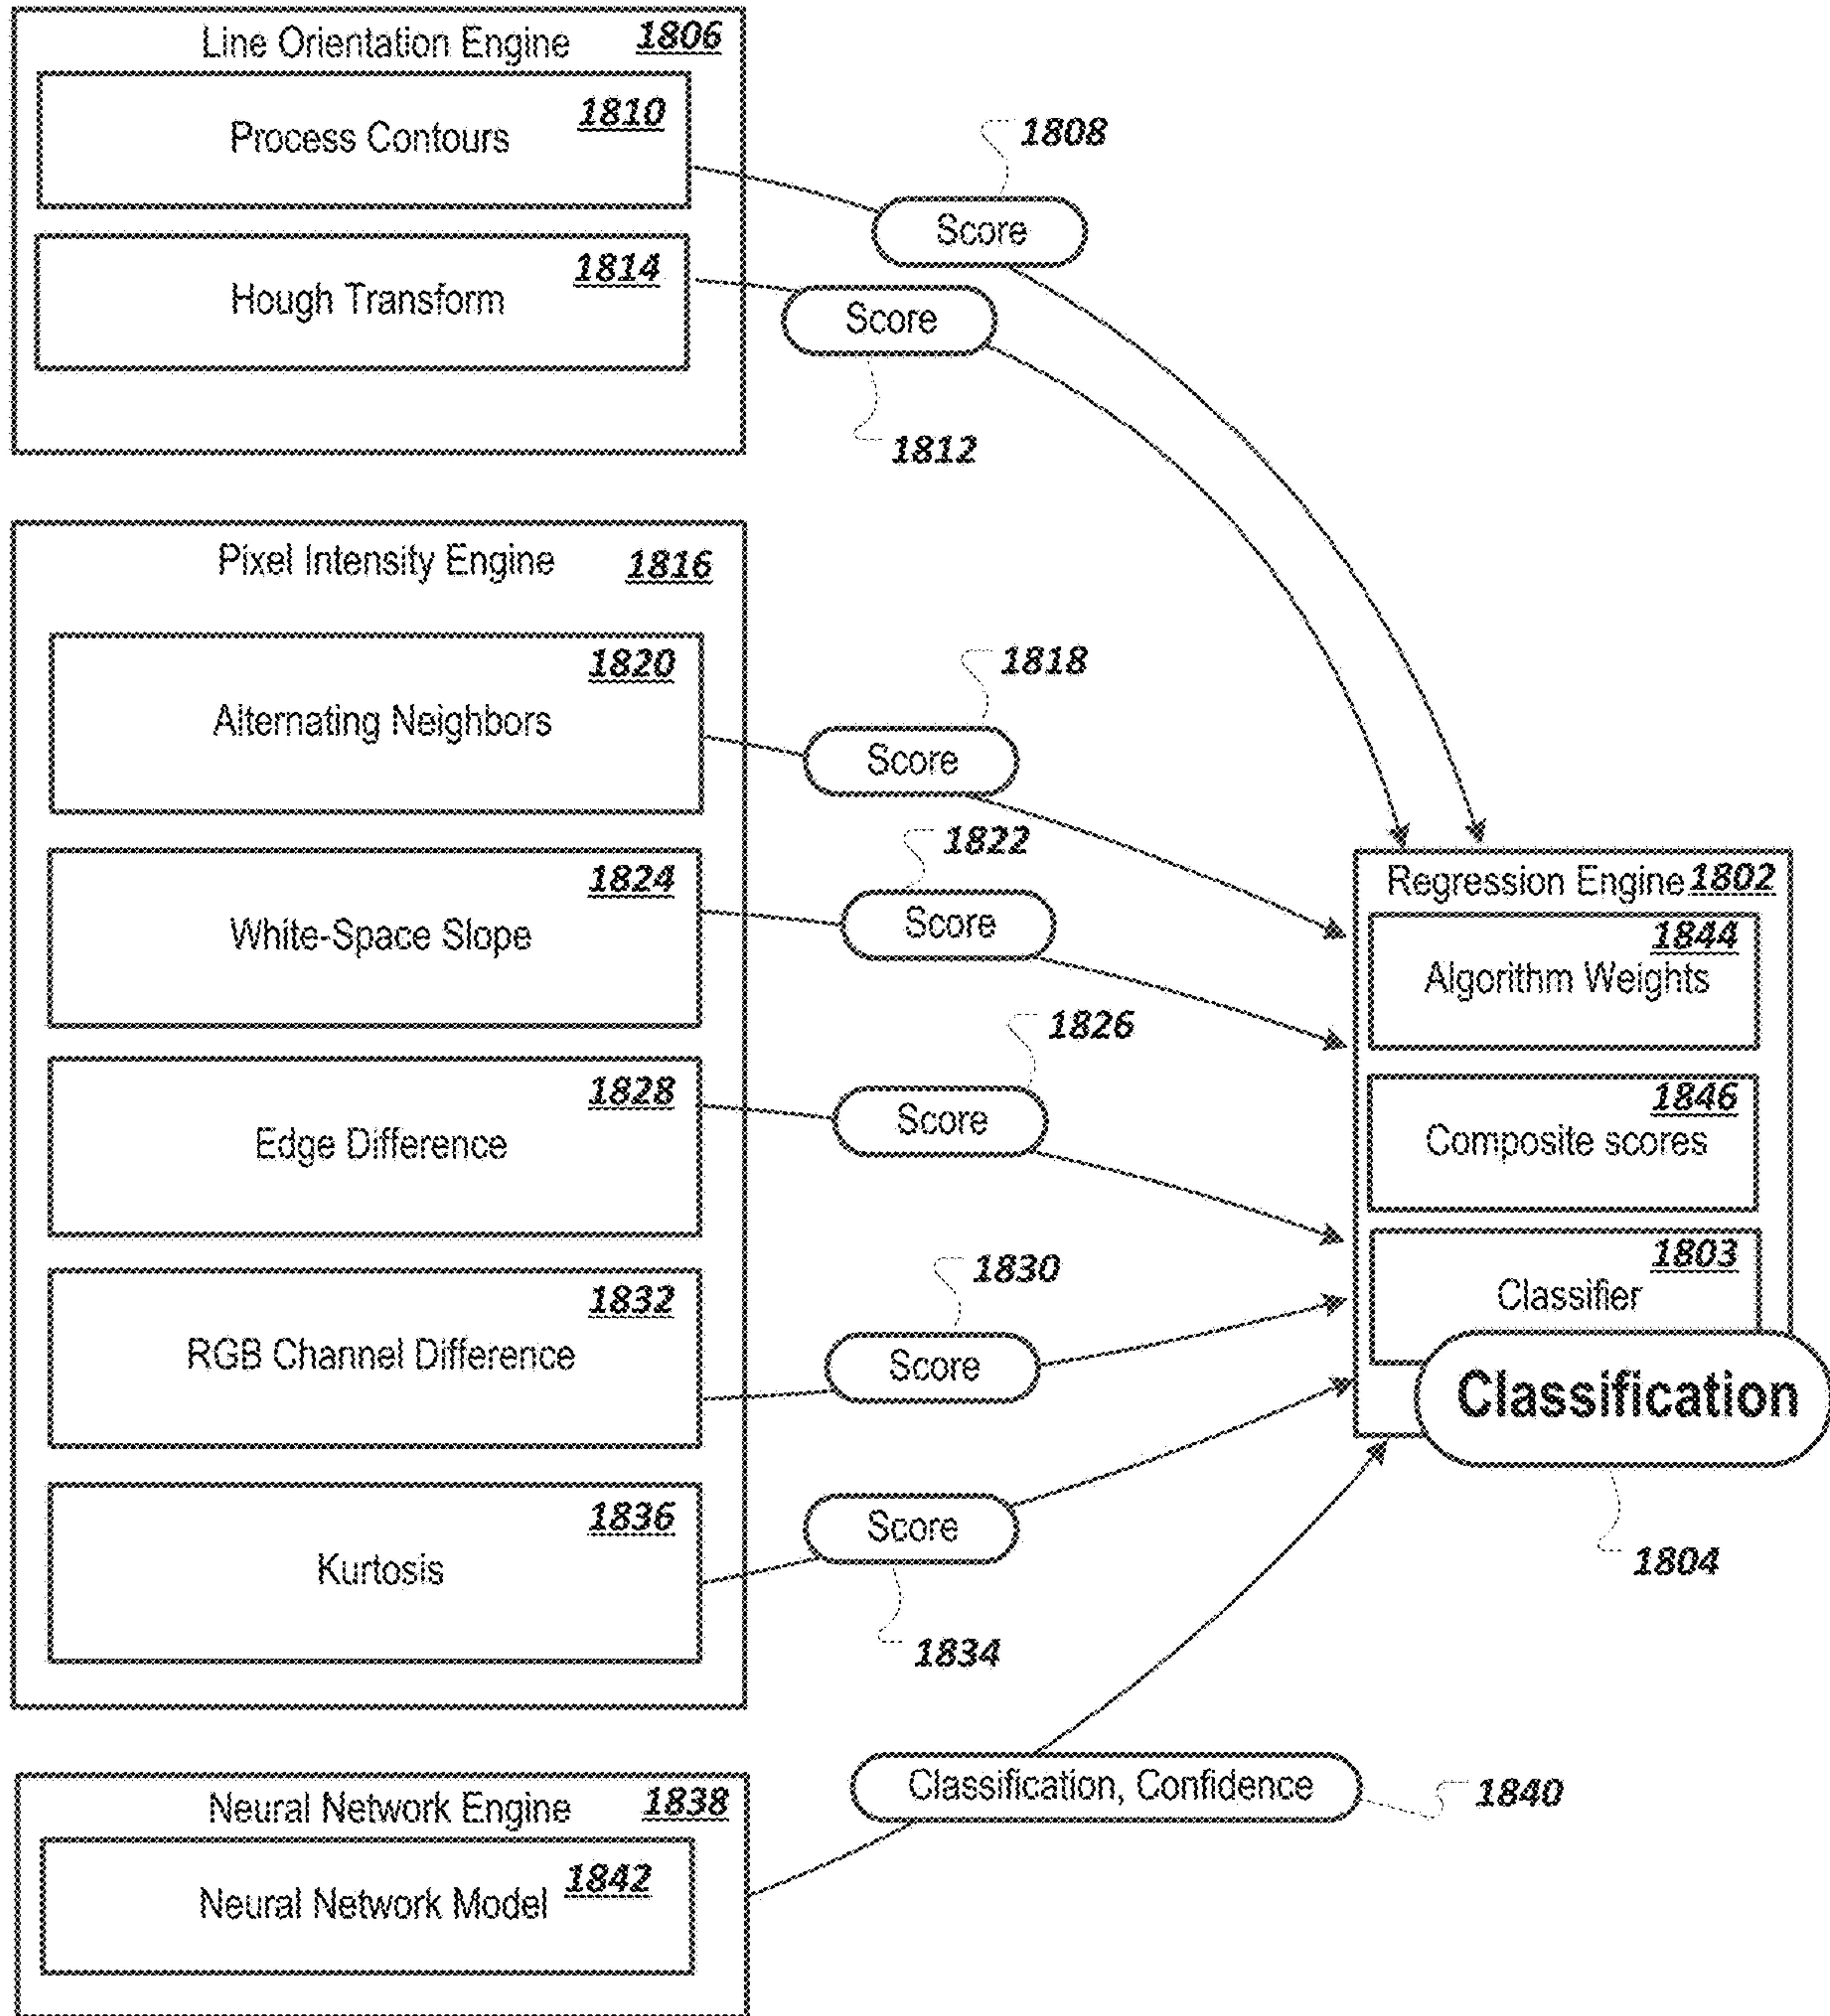 Line Orientation Engine 1806
1810
Process Contours
1814
Hough Transform
1808
Score
Score
1812
Pixel Intensity Engine 1816
1820
Alternating Neighbors
1818
Score
1824
White-Space Slope
1822
Score
1828
Edge Difference
1826
Score
1832
RGB Channel Difference
1830
Score
1836
Kurtosis
Score
1834
Regression Engine 1802
1844
Algorithm Weights
1846
Composite scores
1803
Classifier
Classification
1804
Neural Network Engine 1838
1842
Neural Network Model
Classification, Confidence
1840